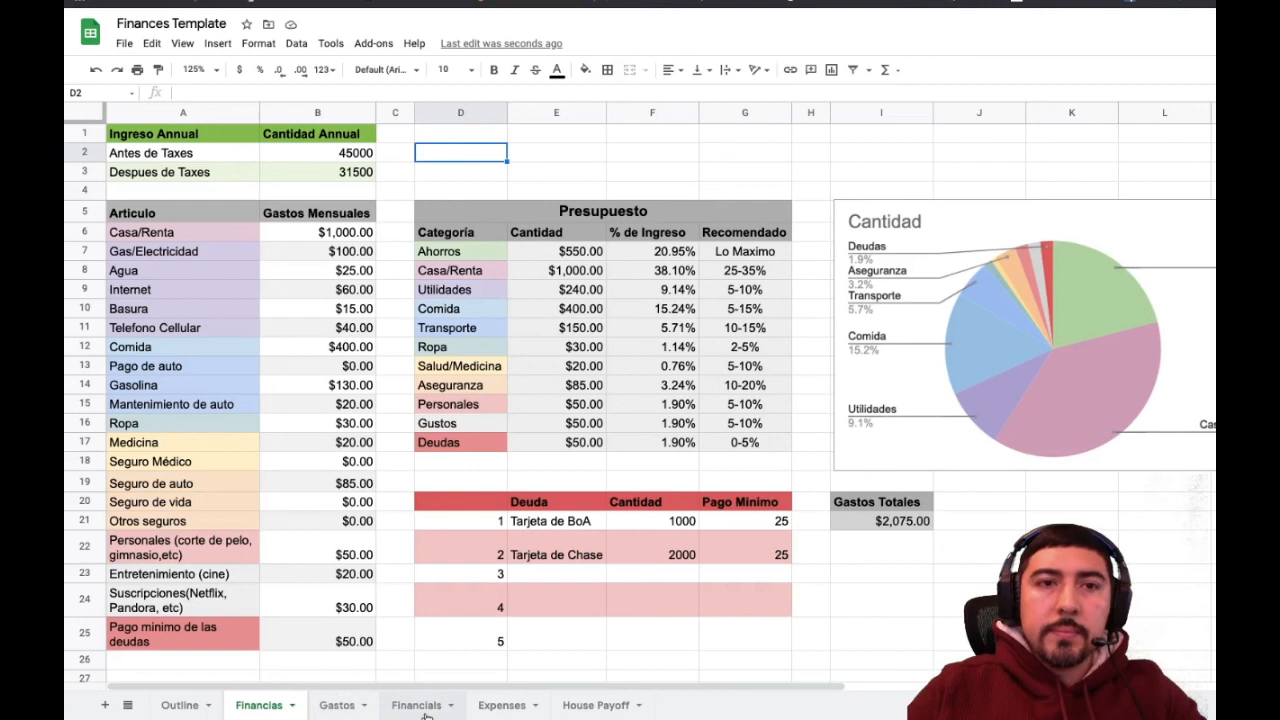 Finances Template
File Edit View Insert Format Data Tools Add-ons Help Last edit was seconds ago
125% $ % .0 .00 123 Default (Ari... 10 B I S A
D2 fx
A B C D E F G H I J K L
1 Ingreso Annual Cantidad Annual
2 Antes de Taxes 45000
3 Despues de Taxes 31500
4
5 Articulo Gastos Mensuales Presupuesto
6 Casa/Renta $1,000.00 Categoría Cantidad % de Ingreso Recomendado
7 Gas/Electricidad $100.00 Ahorros $550.00 20.95% Lo Maximo
8 Agua $25.00 Casa/Renta $1,000.00 38.10% 25-35%
9 Internet $60.00 Utilidades $240.00 9.14% 5-10%
10 Basura $15.00 Comida $400.00 15.24% 5-15%
11 Telefono Cellular $40.00 Transporte $150.00 5.71% 10-15%
12 Comida $400.00 Ropa $30.00 1.14% 2-5%
13 Pago de auto $0.00 Salud/Medicina $20.00 0.76% 5-10%
14 Gasolina $130.00 Aseguranza $85.00 3.24% 10-20%
15 Mantenimiento de auto $20.00 Personales $50.00 1.90% 5-10%
16 Ropa $30.00 Gustos $50.00 1.90% 5-10%
17 Medicina $20.00 Deudas $50.00 1.90% 0-5%
18 Seguro Médico $0.00
19 Seguro de auto $85.00
20 Seguro de vida $0.00 Deuda Cantidad Pago Minimo
21 Otros seguros $0.00 1 Tarjeta de BoA 1000 25
Personales (corte de pelo,
22 gimnasio,etc) $50.00 2 Tarjeta de Chase 2000 25
23 Entretenimiento (cine) $20.00 3
Suscripciones(Netflix,
24 Pandora, etc) $30.00 4
Pago minimo de las
25 deudas $50.00 5
26
27
Cantidad
Deudas
1.9%
Aseguranza
3.2%
Transporte
5.7%
Comida
15.2%
Utilidades
9.1%
Cas
Gastos Totales
$2,075.00
+ Outline Financias Gastos Financials Expenses House Payoff